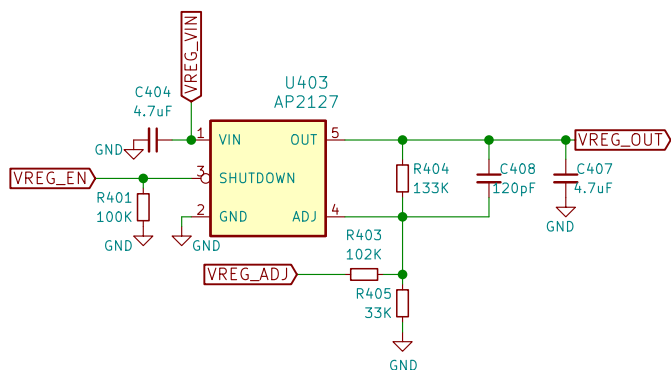 VREG_VIN
U403
AP2127
C404
4.7uF
GND
1
VIN
OUT
5
VREG_OUT
VREG_EN
3
SHUTDOWN
R404
133K
C408
120pF
C407
4.7uF
R401
100K
GND
2
GND
GND
ADJ
4
GND
R403
102K
VREG_ADJ
R405
33K
GND